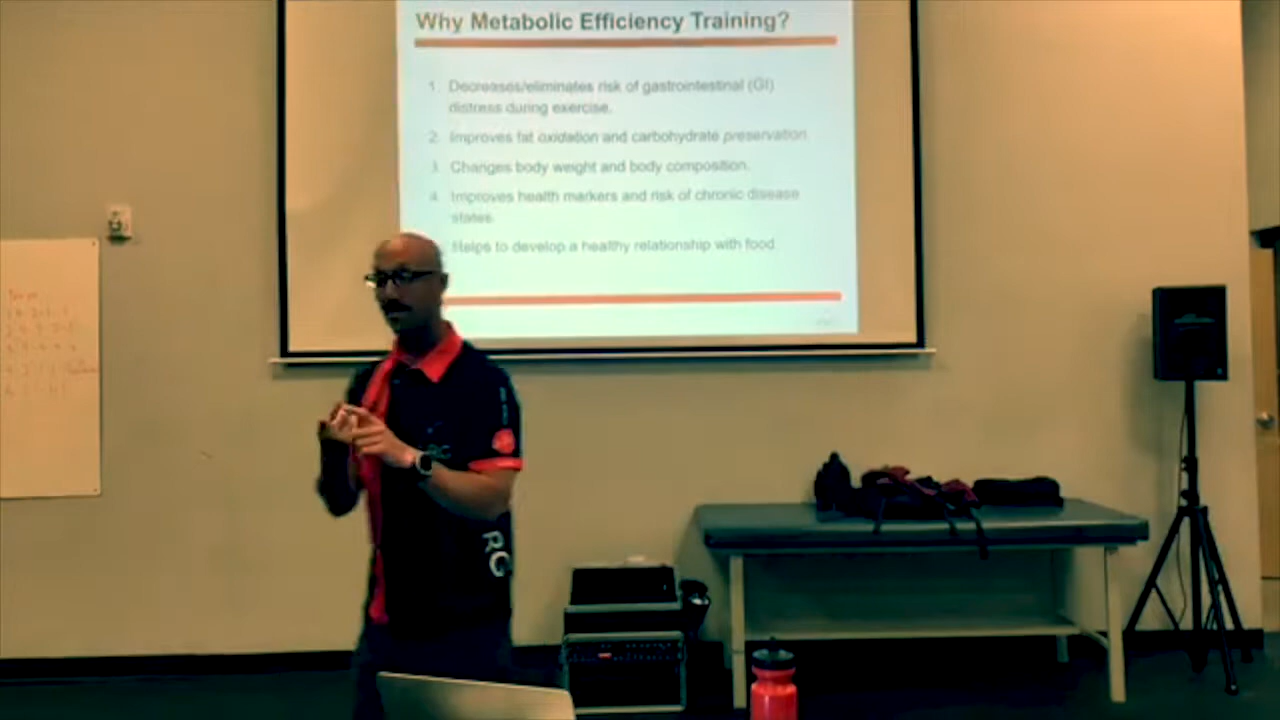 Why Metabolic Efficiency Training?
1. Decreases/eliminates risk of gastrointestinal (GI)
distress during exercise.
2. Improves fat oxidation and carbohydrate preservation.
3. Changes body weight and body composition.
4. Improves health markers and risk of chronic disease
states.
Helps to develop a healthy relationship with food
RC